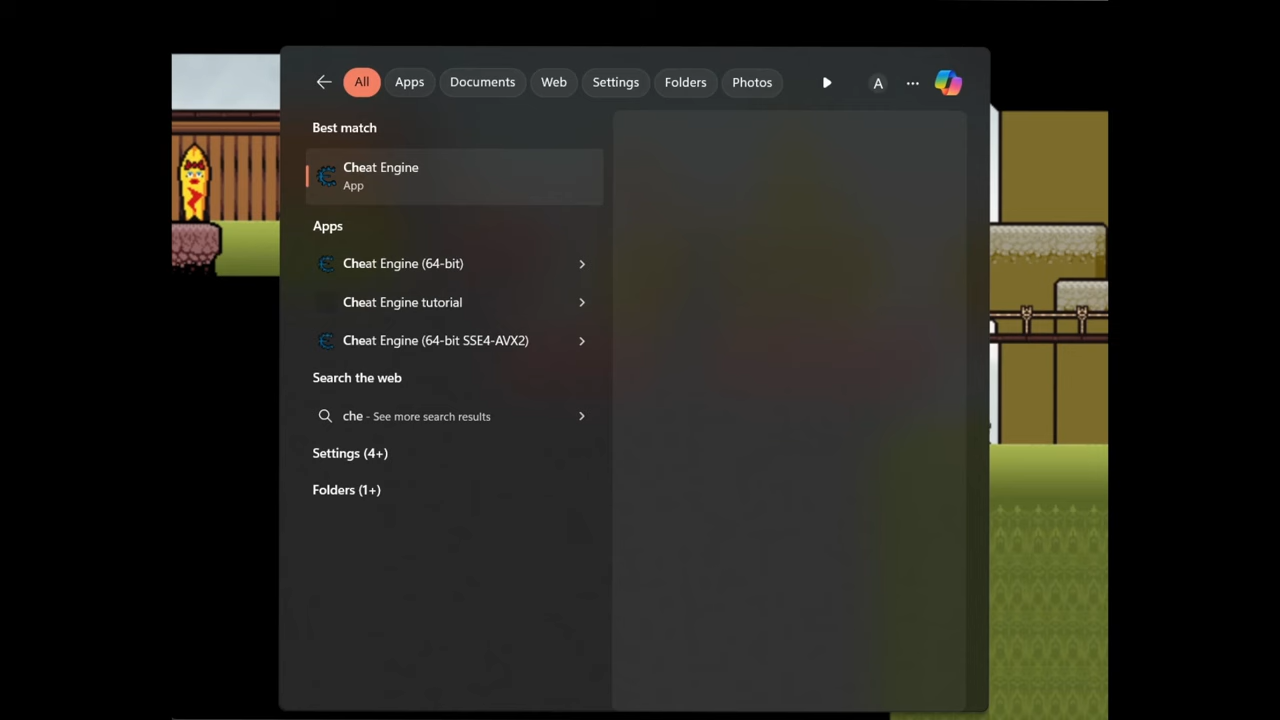 All Apps Documents Web Settings Folders Photos A
Best match
Cheat Engine
App
Apps
Cheat Engine (64-bit)
Cheat Engine tutorial
Cheat Engine (64-bit SSE4-AVX2)
Search the web
che - See more search results
Settings (4+)
Folders (1+)